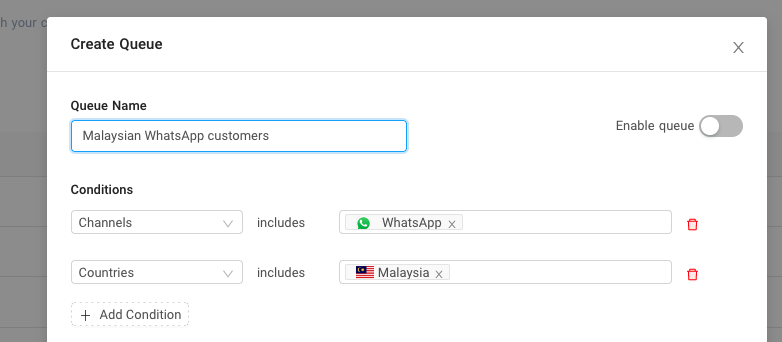 h your c
Create Queue
Queue Name
Malaysian WhatsApp customers
Enable queue
Conditions
Channels includes WhatsApp
Countries includes Malaysia
Add Condition